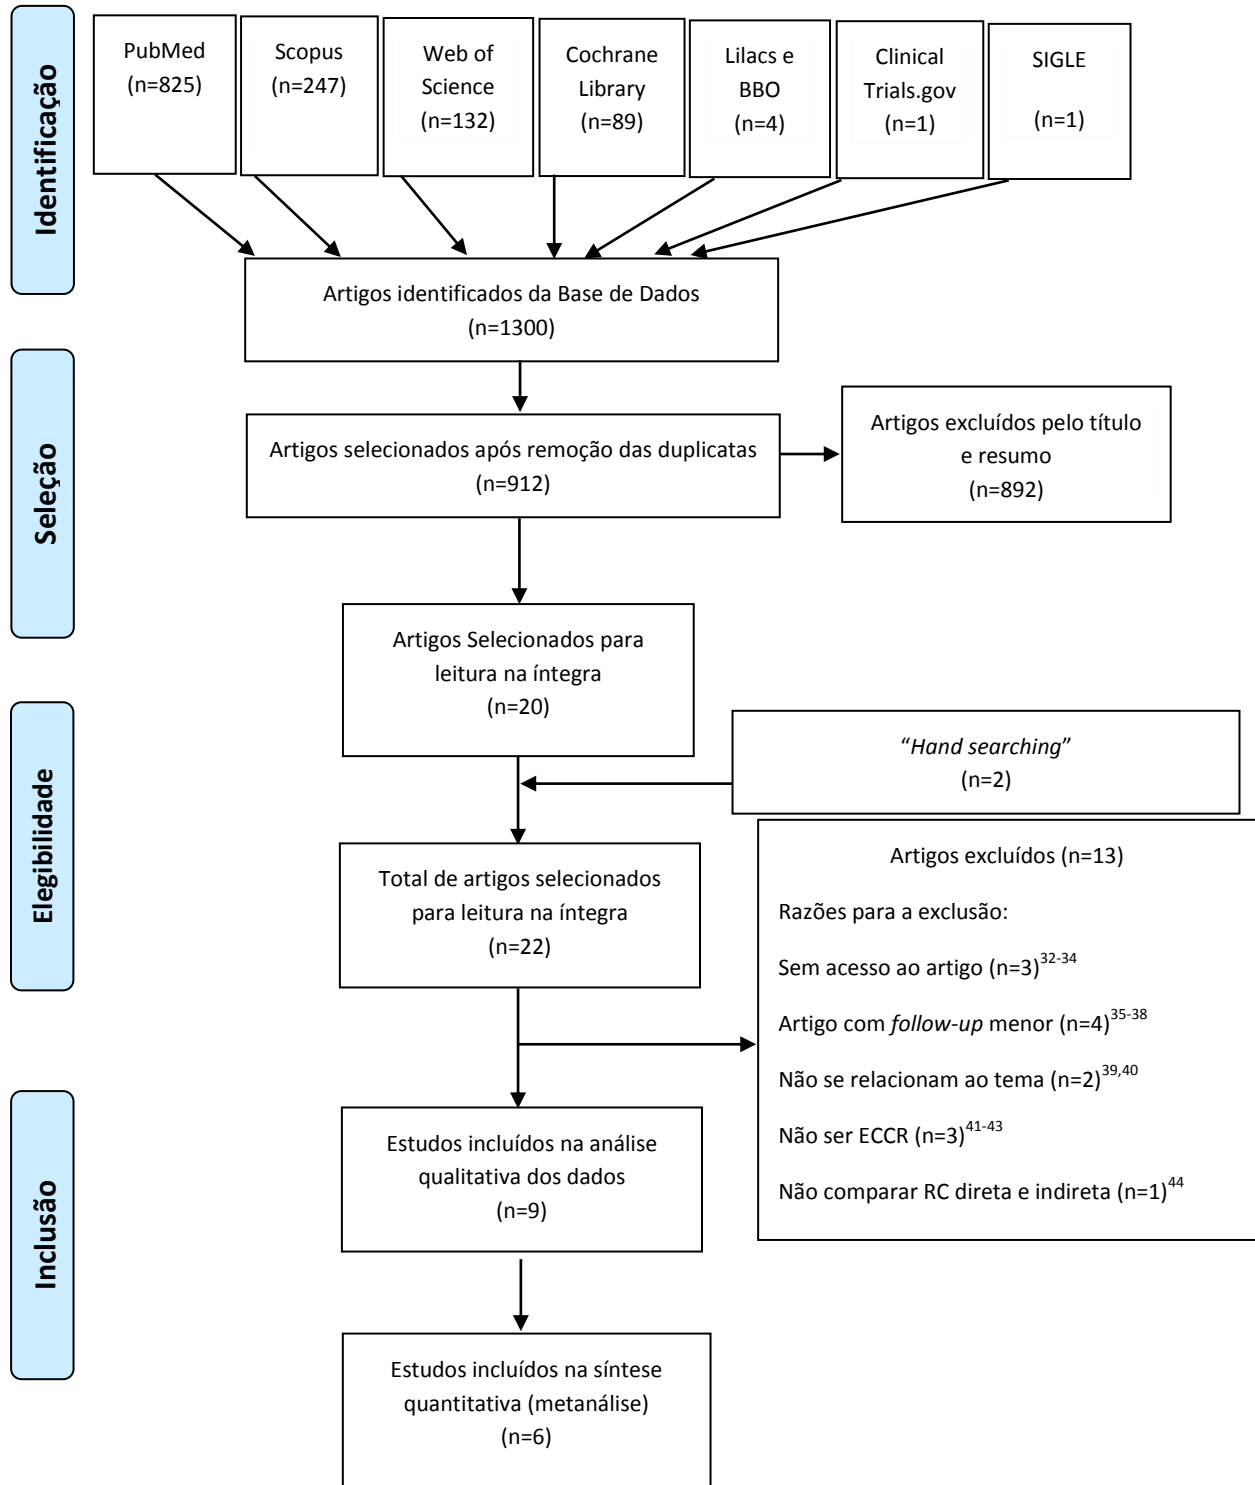 Identificação
PubMed
(n=825)
Scopus
(n=247)
Web of
Science
(n=132)
Cochrane
Library
(n=89)
Lilacs e
BBO
(n=4)
Clinical
Trials.gov
(n=1)
SIGLE
(n=1)
Artigos identificados da Base de Dados
(n=1300)
Seleção
Artigos selecionados após remoção das duplicatas
(n=912)
Artigos excluídos pelo título
e resumo
(n=892)
Artigos Selecionados para
leitura na íntegra
(n=20)
Elegibilidade
“Hand searching”
(n=2)
Total de artigos selecionados
para leitura na íntegra
(n=22)
Artigos excluídos (n=13)
Razões para a exclusão:
Sem acesso ao artigo (n=3)32-34
Artigo com follow-up menor (n=4)35-38
Não se relacionam ao tema (n=2)39,40
Não ser ECCR (n=3)41-43
Não comparar RC direta e indireta (n=1)44
Inclusão
Estudos incluídos na análise
qualitativa dos dados
(n=9)
Estudos incluídos na síntese
quantitativa (metanálise)
(n=6)